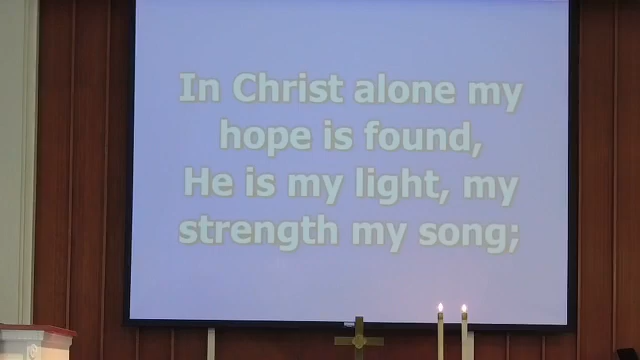 In Christ alone my
hope is found,
He is my light, my
strength my song;